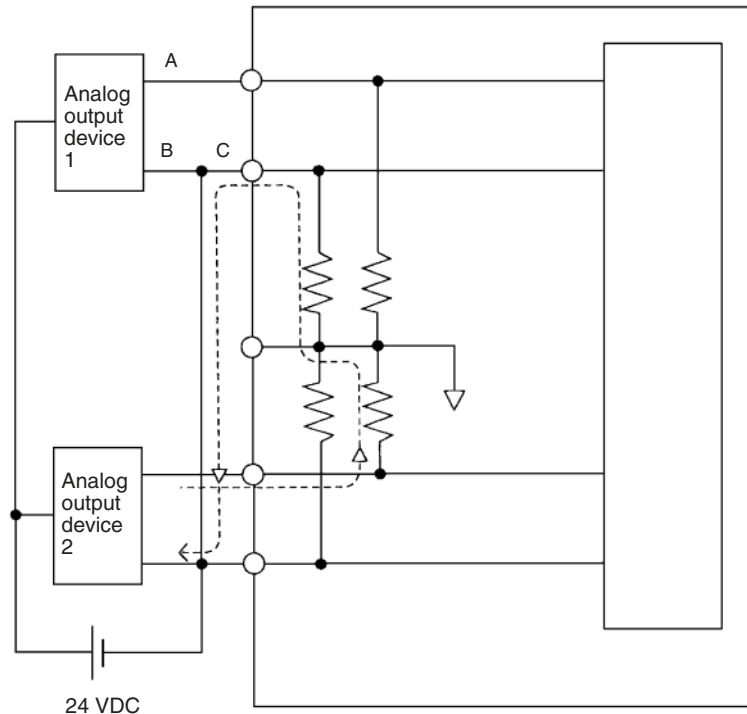 A
Analog
output
device
1
B
C
Analog
output
device
2
24 VDC